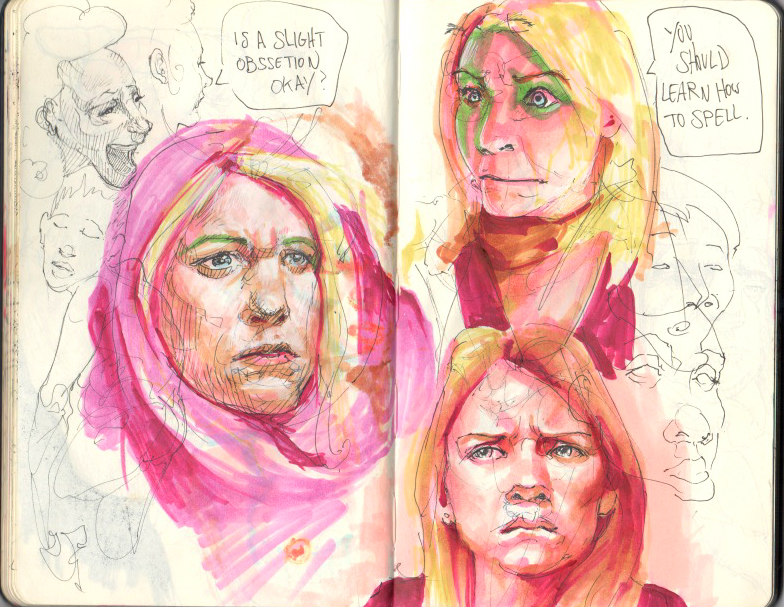 IS A SLIGHT
OBSSETION
OKAY?
YOU
SHOULD
LEARN HOW
TO SPELL.